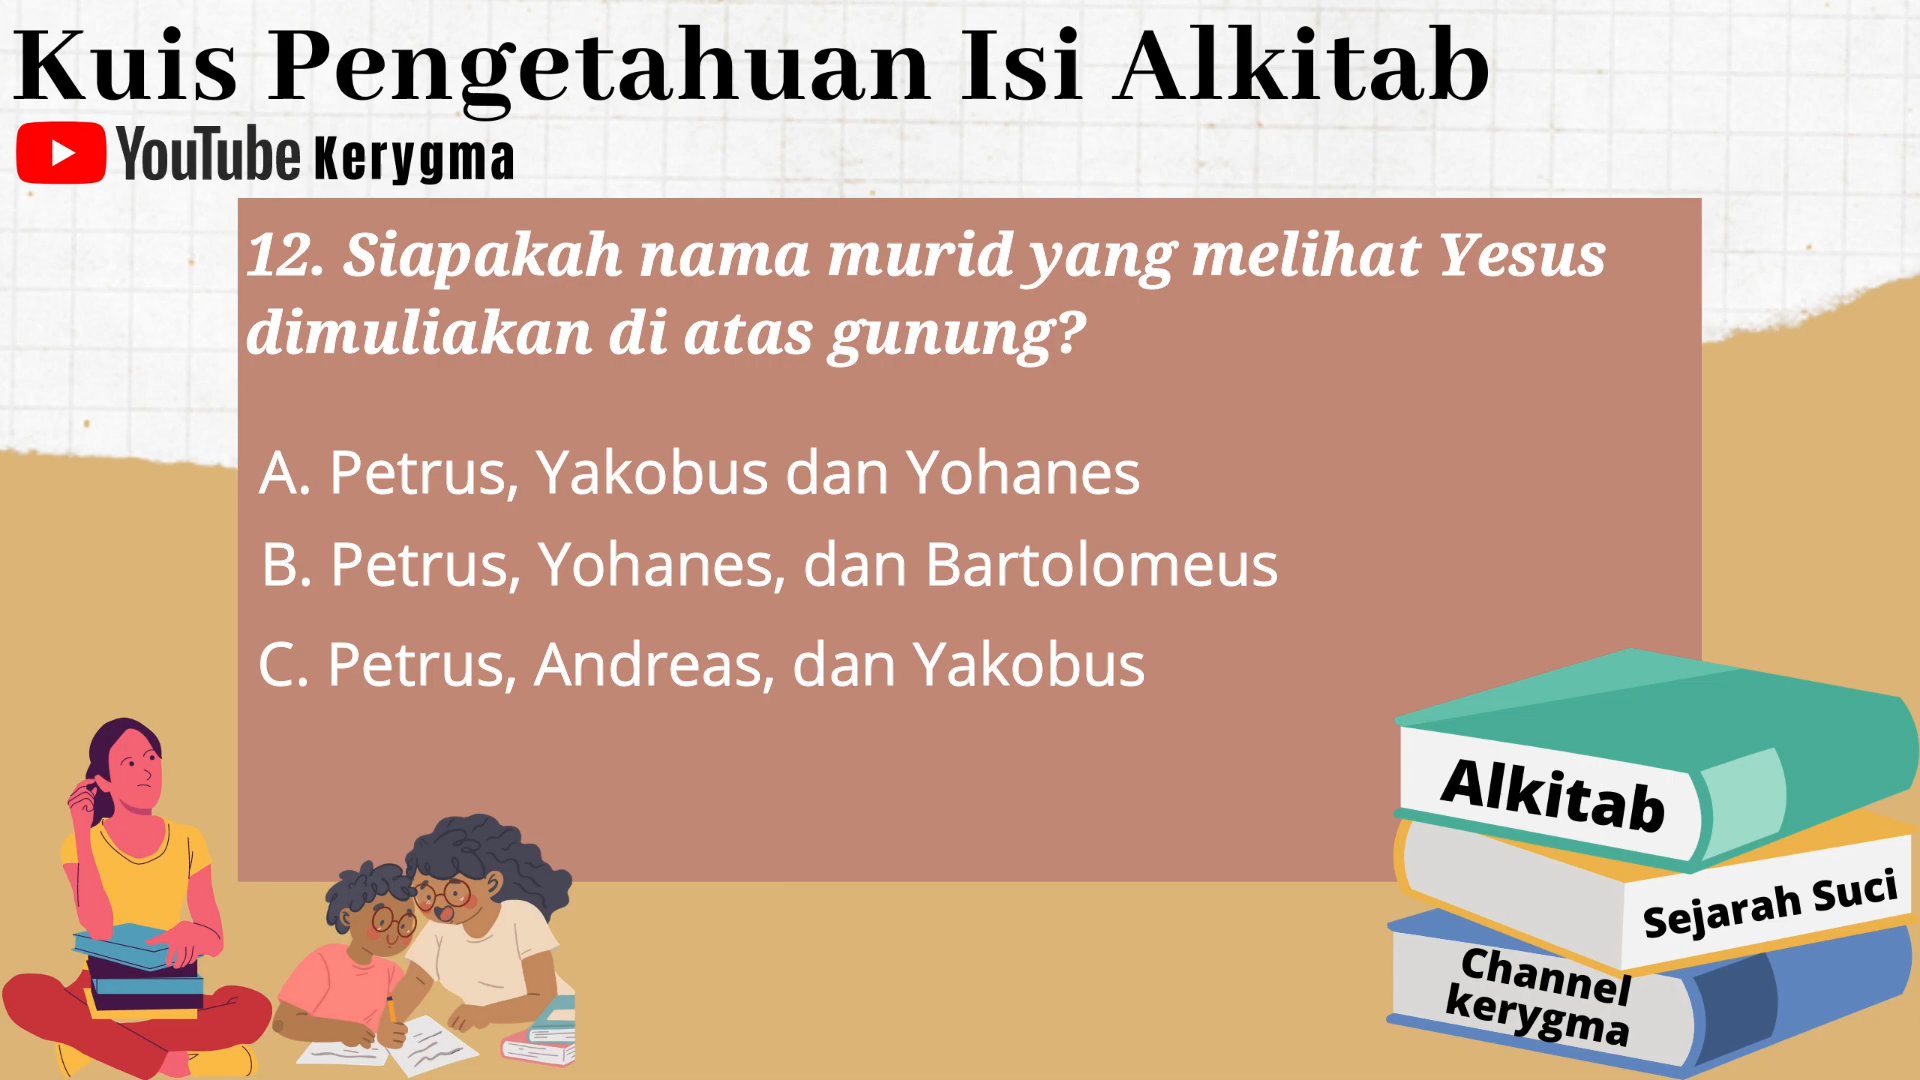 Kuis Pengetahuan Isi Alkitab
YouTube Kerygma
12. Siapakah nama murid yang melihat Yesus
dimuliakan di atas gunung?
A. Petrus, Yakobus dan Yohanes
B. Petrus, Yohanes, dan Bartolomeus
C. Petrus, Andreas, dan Yakobus
Alkitab
Sejarah Suci
Channel
kerygma